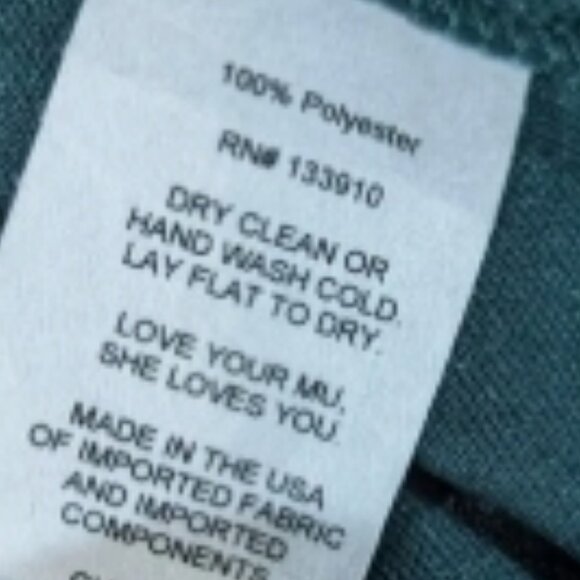 100% Polyester
RN# 133910
DRY CLEAN OR
HAND WASH COLD.
LAY FLAT TO DRY.
LOVE YOUR MU,
SHE LOVES YOU.
MADE IN THE USA
OF IMPORTED FABRIC
AND IMPORTED
COMPONENTS